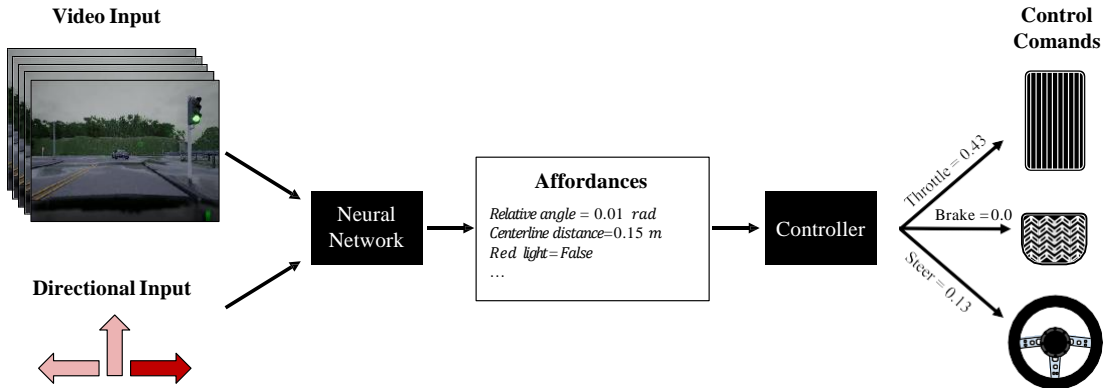 Video Input
Directional Input
Neural
Network
Affordances
Relative angle = 0.01 rad
Centerline distance=0.15 m
Red light=False
...
Controller
Throttle = 0.43
Brake = 0.0
Steer = 0.13
Control
Comands